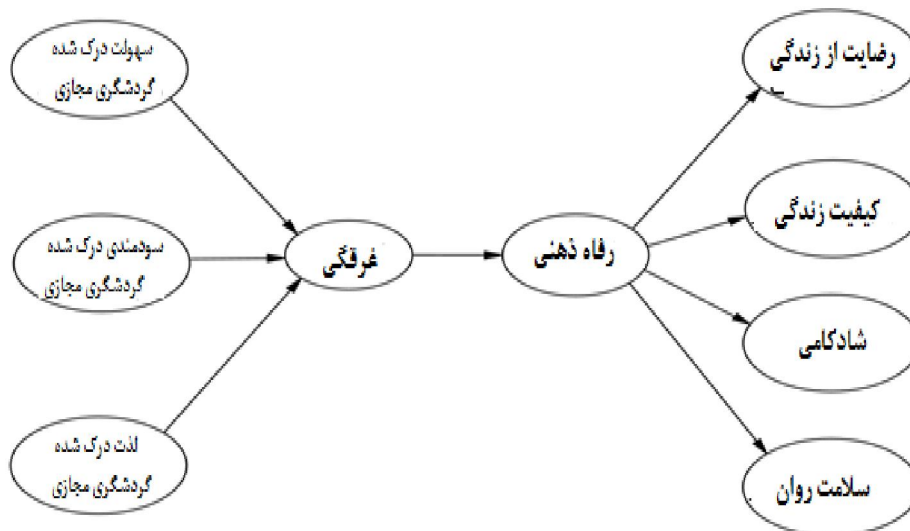 سهولت درک شده
گردشگری مجازی
سودمندی درک شده
گردشگری مجازی
لذت درک شده
گردشگری مجازی
غرقگی
رفاه ذهنی
رضایت از زندگی
کیفیت زندگی
شادکامی
سلامت روان